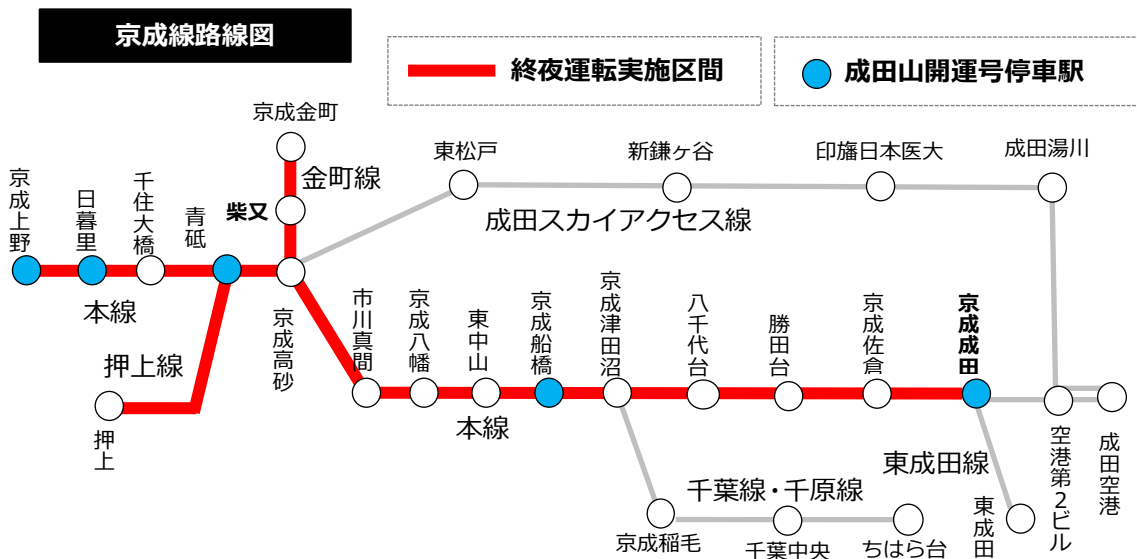 京成線路線図
終夜運転実施区間
成田山開運号停車駅
京成金町
金町線
柴又
東松戸
新鎌ヶ谷
印旛日本医大
成田湯川
成田スカイアクセス線
京成上野
日暮里
千住大橋
青砥
本線
押上線
押上
京成高砂
市川真間
京成八幡
東中山
京成船橋
京成津田沼
八千代台
勝田台
京成佐倉
京成成田
本線
東成田線
千葉線・千原線
京成稲毛
千葉中央
ちはら台
東成田
空港第2ビル
成田空港